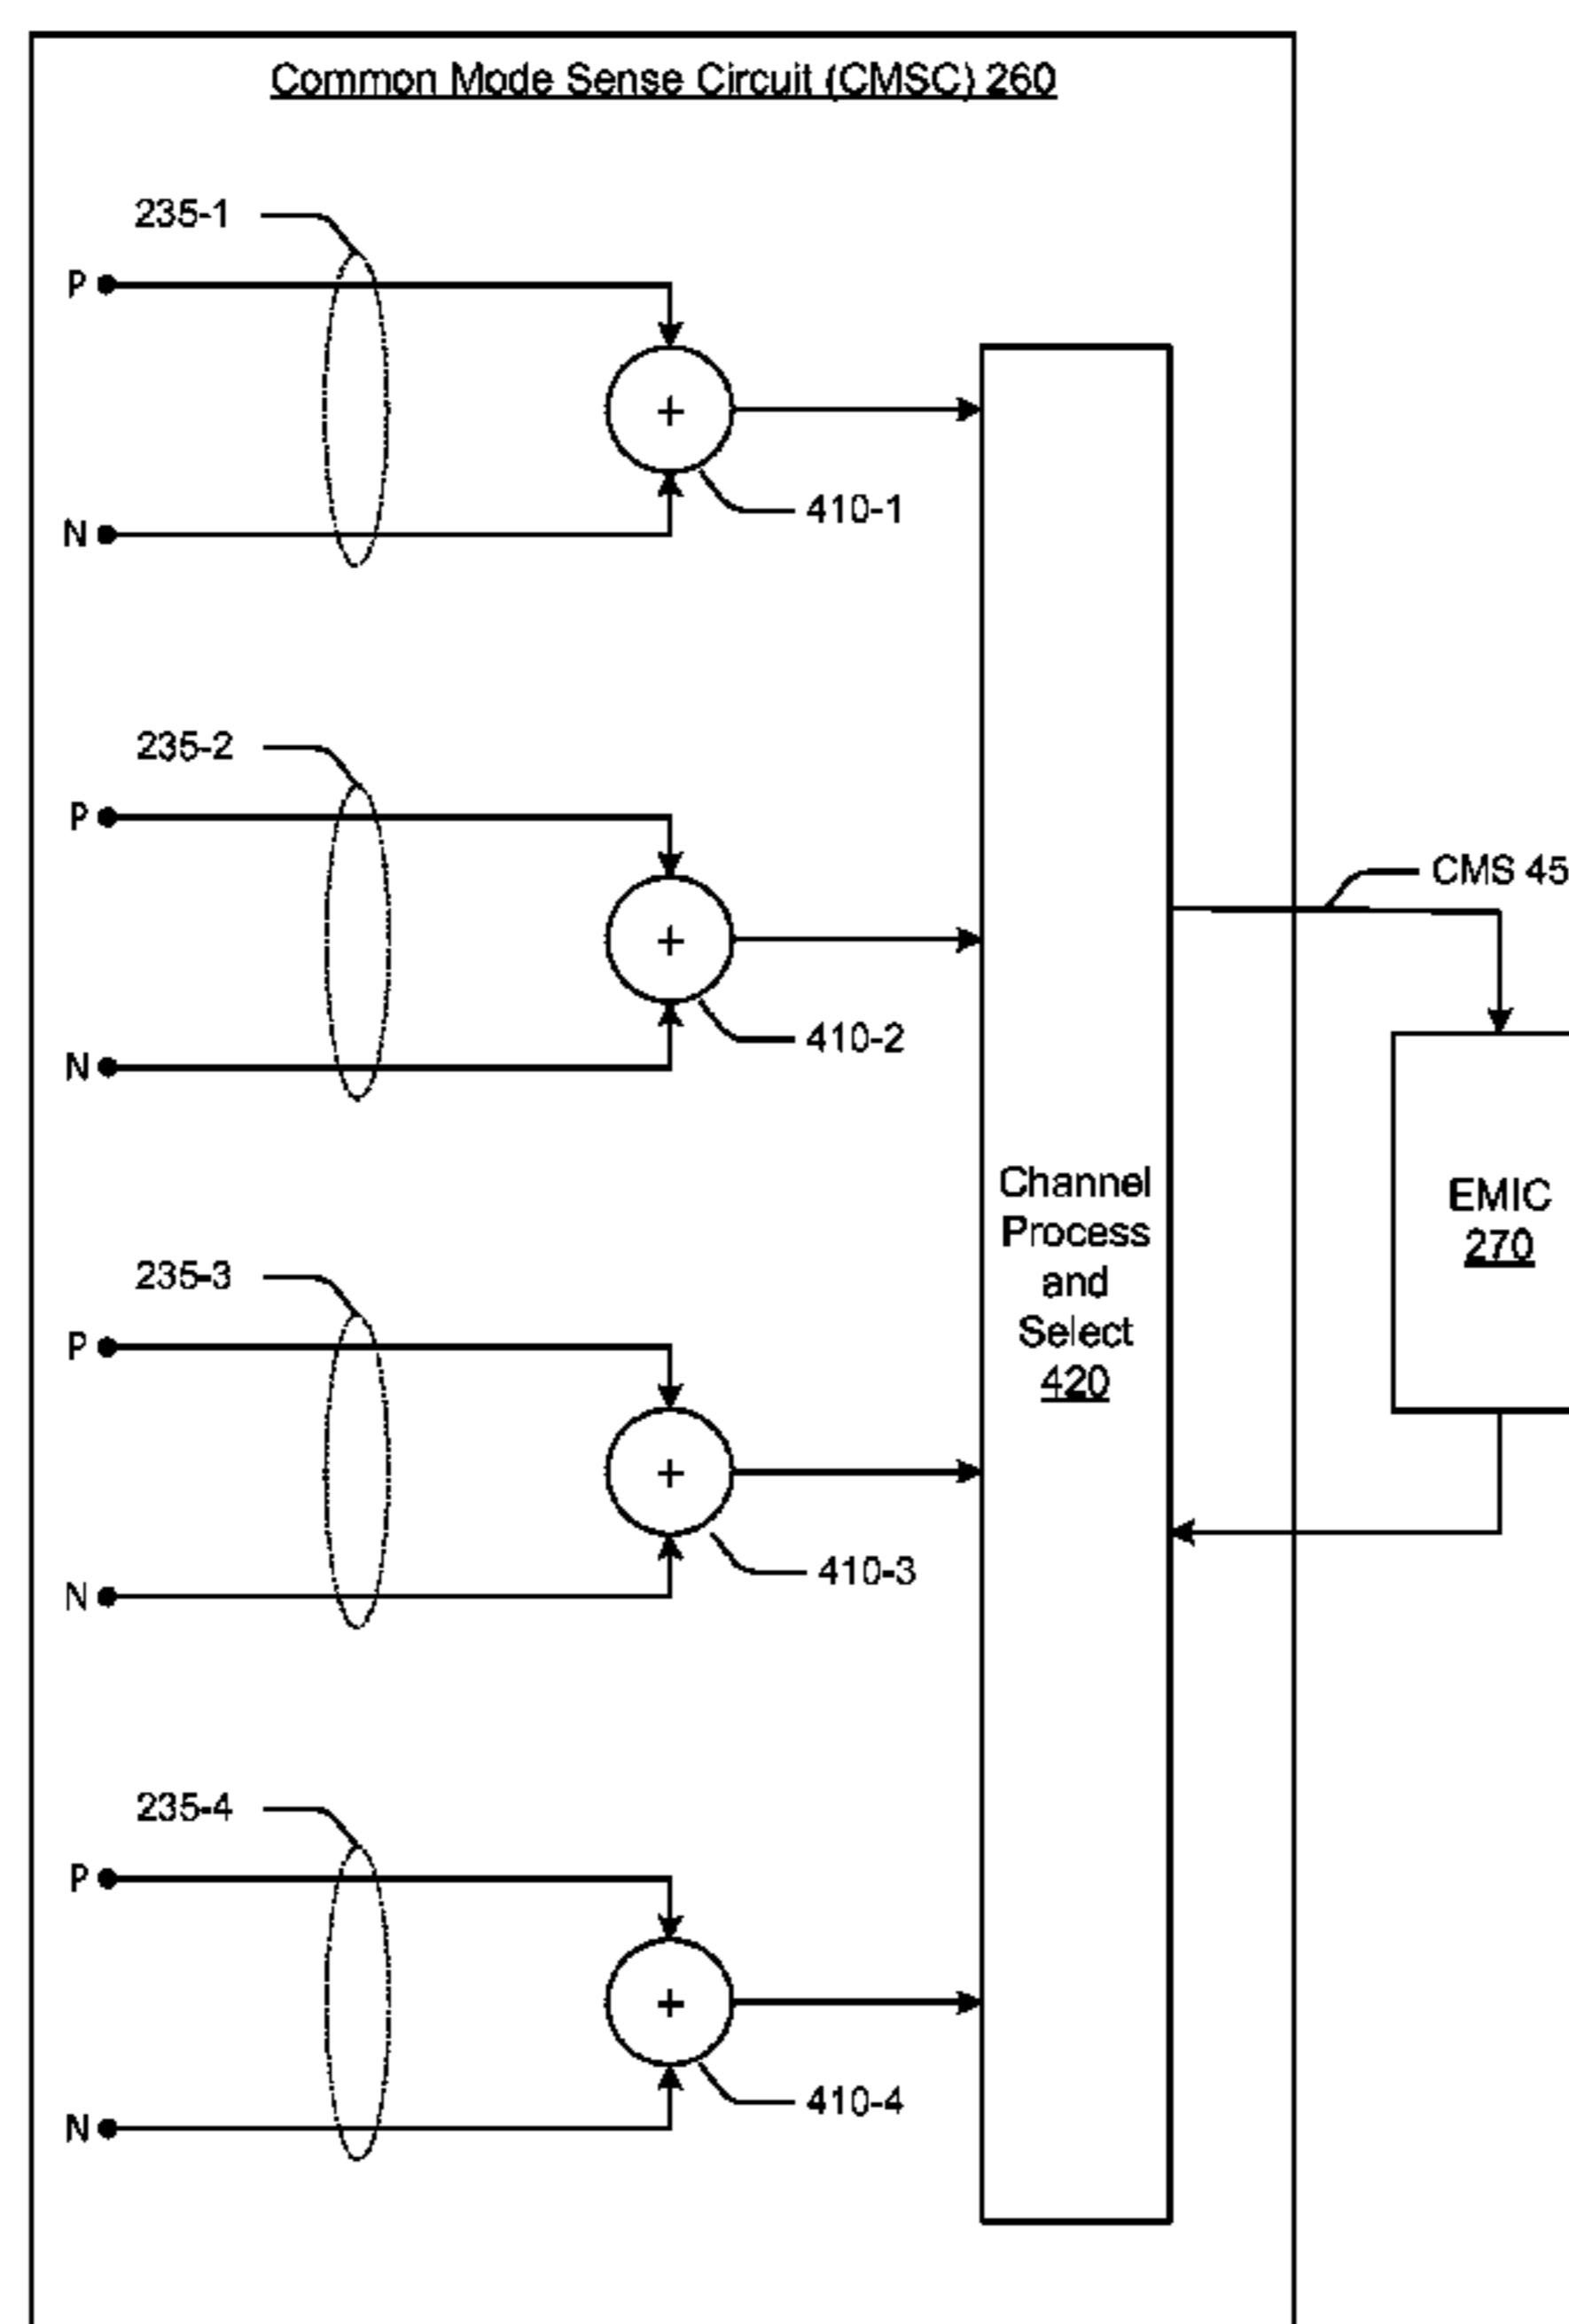 Common Mode Sense Circuit (CMSC) 260
235-1
P
+
410-1
N
235-2
P
CMS 45
+
410-2
N
Channel
Process
and
Select
420
EMIC
270
235-3
P
+
410-3
N
235-4
P
+
410-4
N